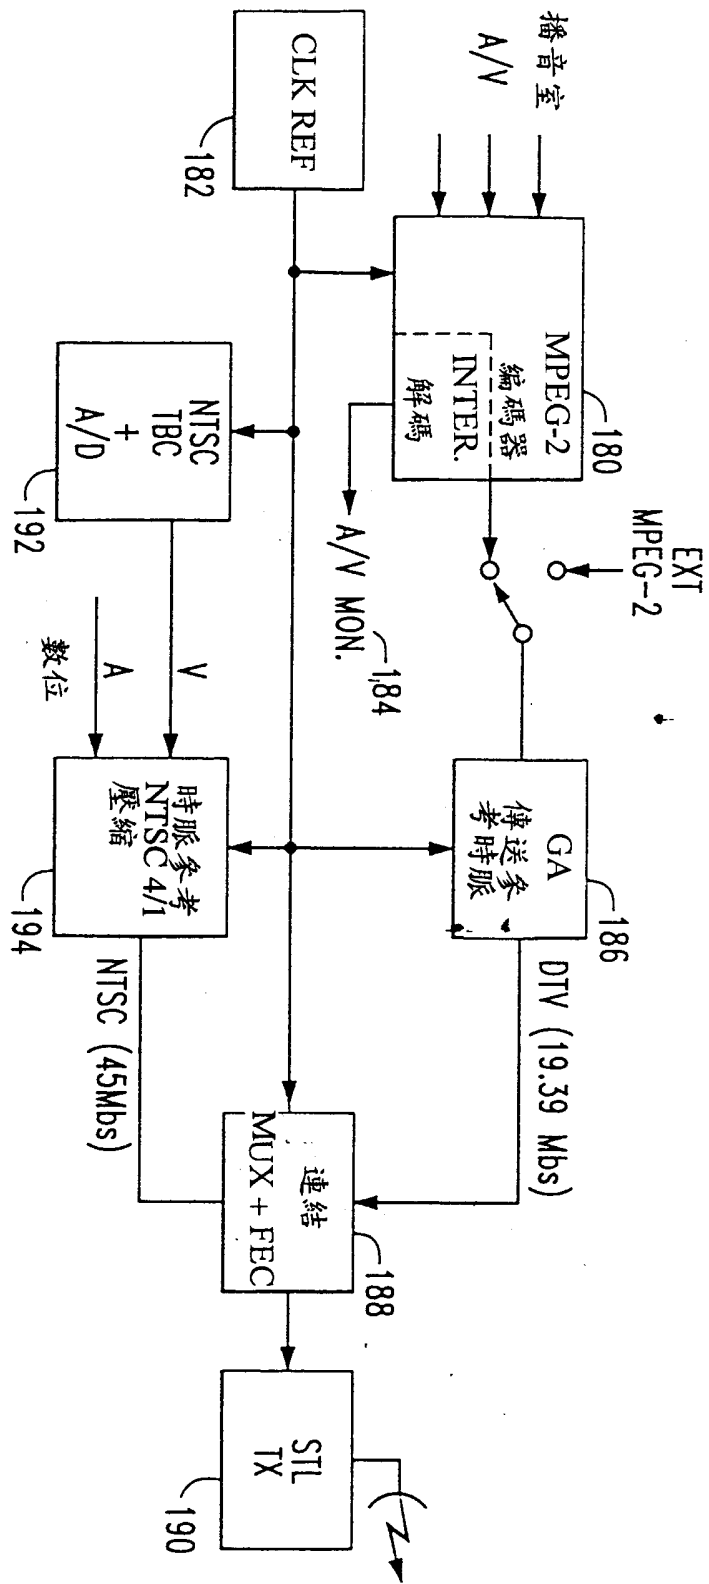 播音室
A/V
MPEG-2
編碼器
INTER.
解碼
180
EXT
MPEG-2
A/V MON.
184
GA
傳送參
考時脈
186
DTV (19.39 Mbs)
CLK REF
182
NTSC
TBC
+
A/D
192
V
A
數位
時脈參考
NTSC 4/1
壓縮
194
NTSC (45Mbs)
連結
MUX + FEC
188
STL
TX
190